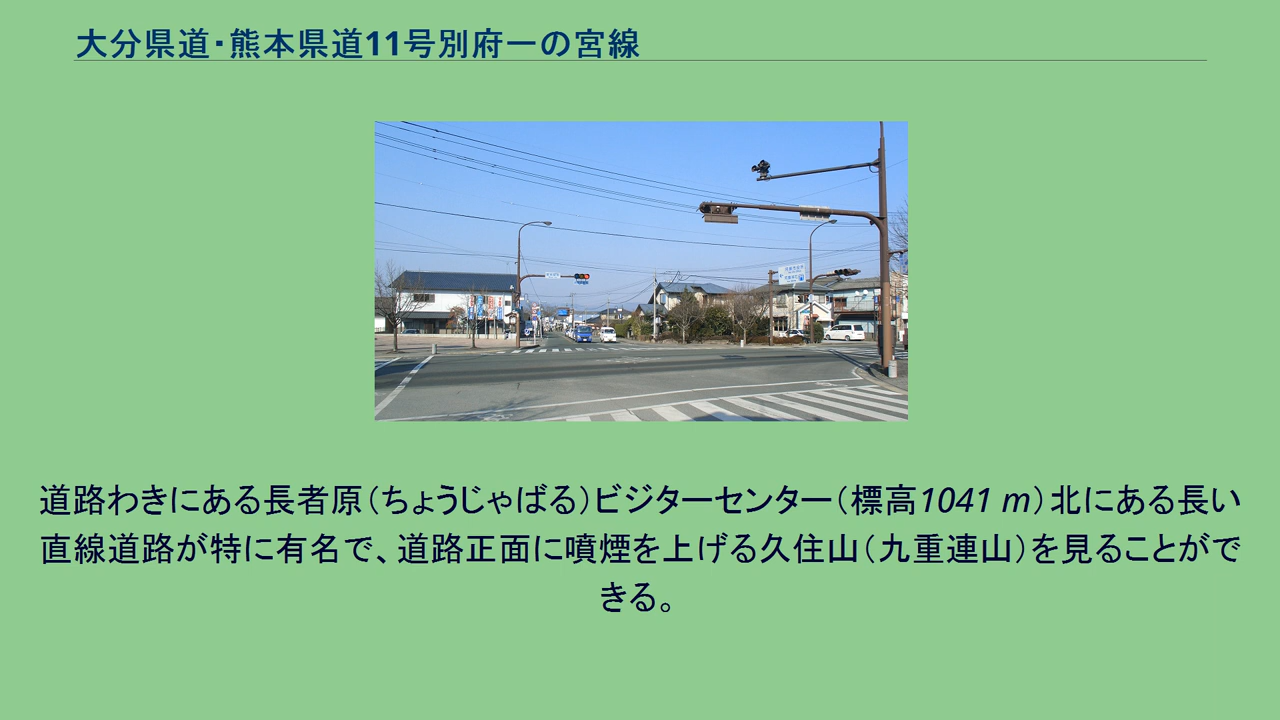 大分県道・熊本県道11号別府一の宮線
道路わきにある長者原（ちょうじゃばる）ビジターセンター（標高1041 m）北にある長い
直線道路が特に有名で、道路正面に噴煙を上げる久住山（九重連山）を見ることがで
きる。